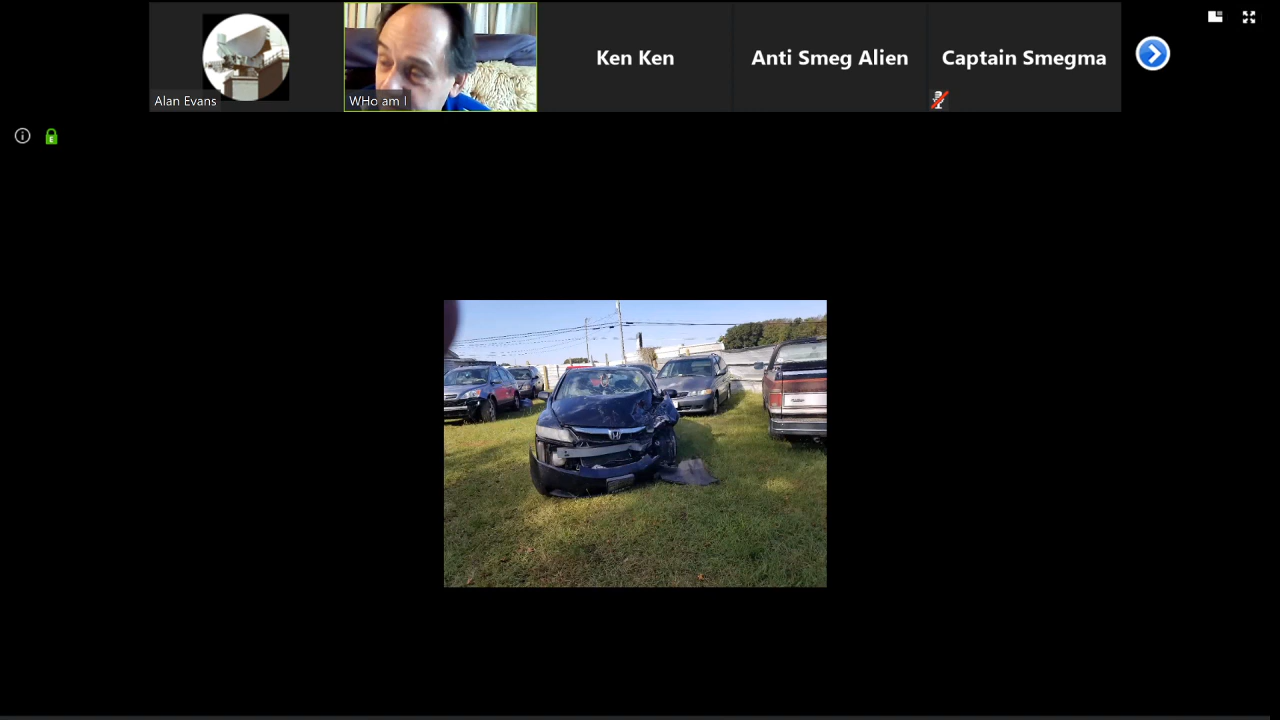 Alan Evans
WHo am I
Ken Ken
Anti Smeg Alien
Captain Smegma
E